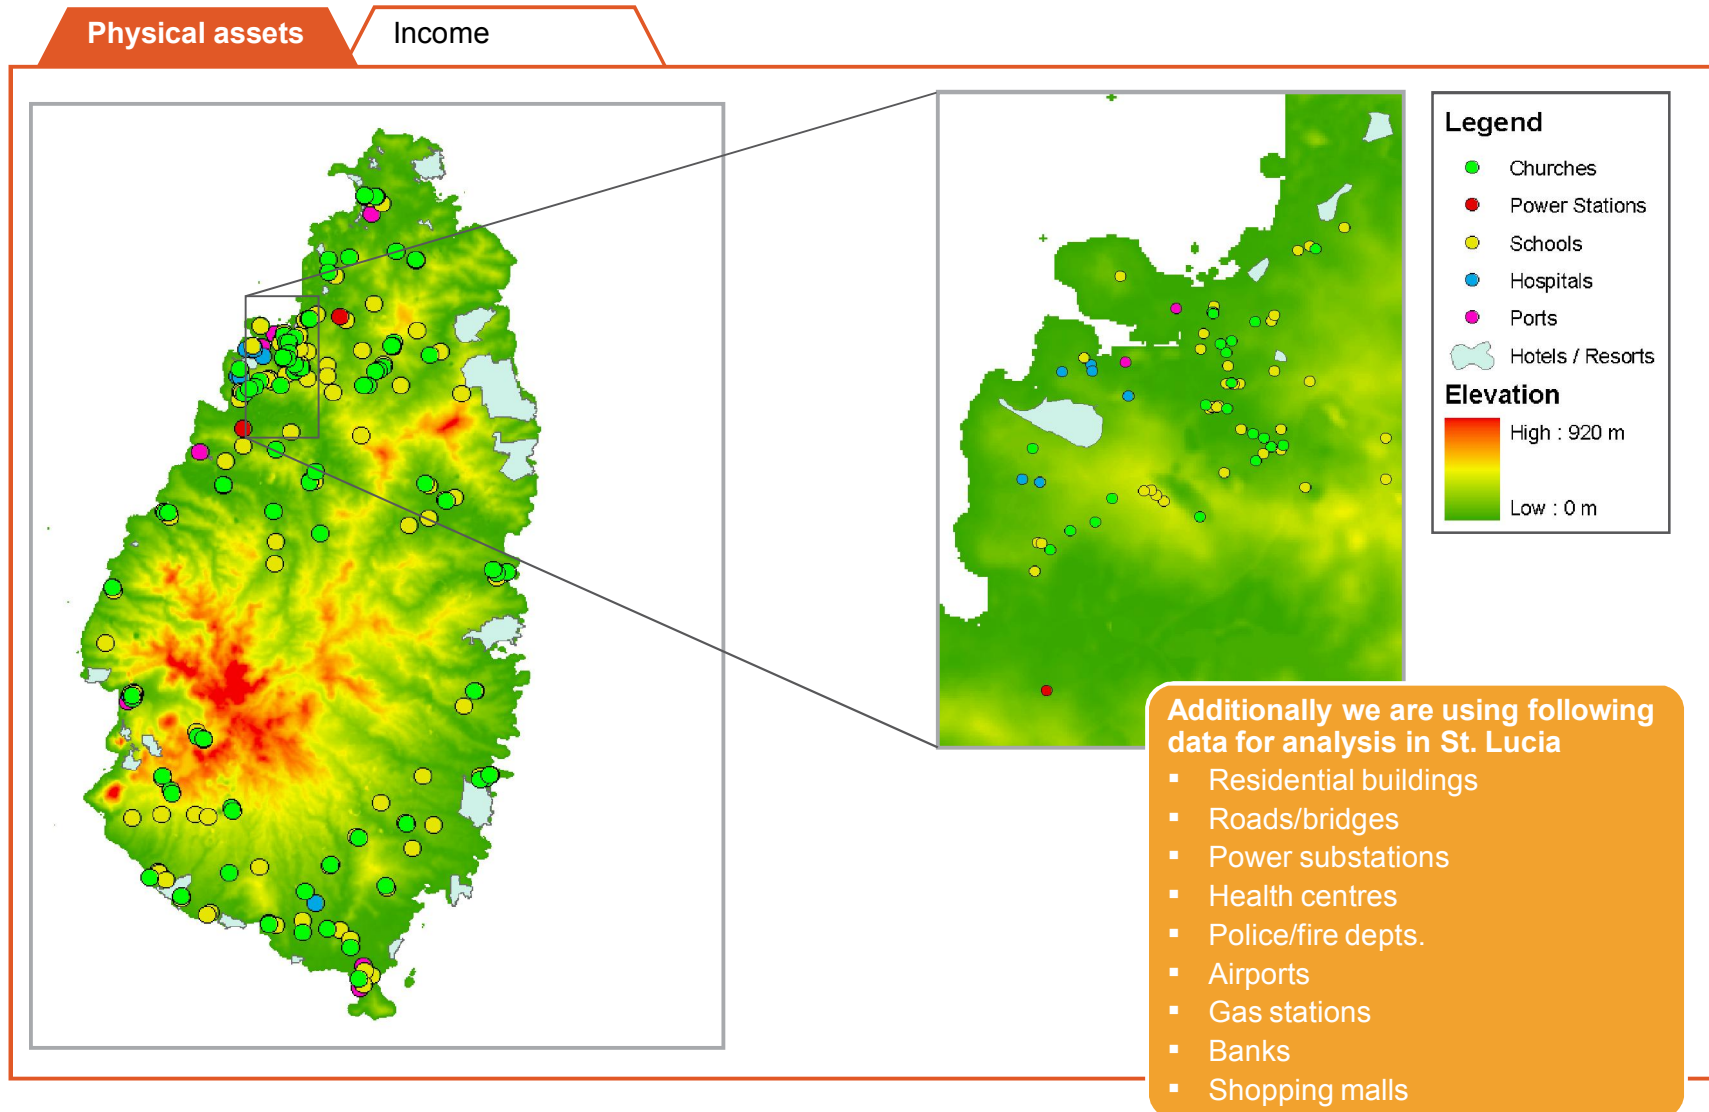 Physical assets
Income
Legend
Churches
Power Stations
Schools
Hospitals
Ports
Hotels / Resorts
Elevation
High : 920 m
Low : 0 m
Additionally we are using following
data for analysis in St. Lucia
▪ Residential buildings
▪ Roads/bridges
▪ Power substations
▪ Health centres
▪ Police/fire depts.
▪ Airports
▪ Gas stations
▪ Banks
▪ Shopping malls